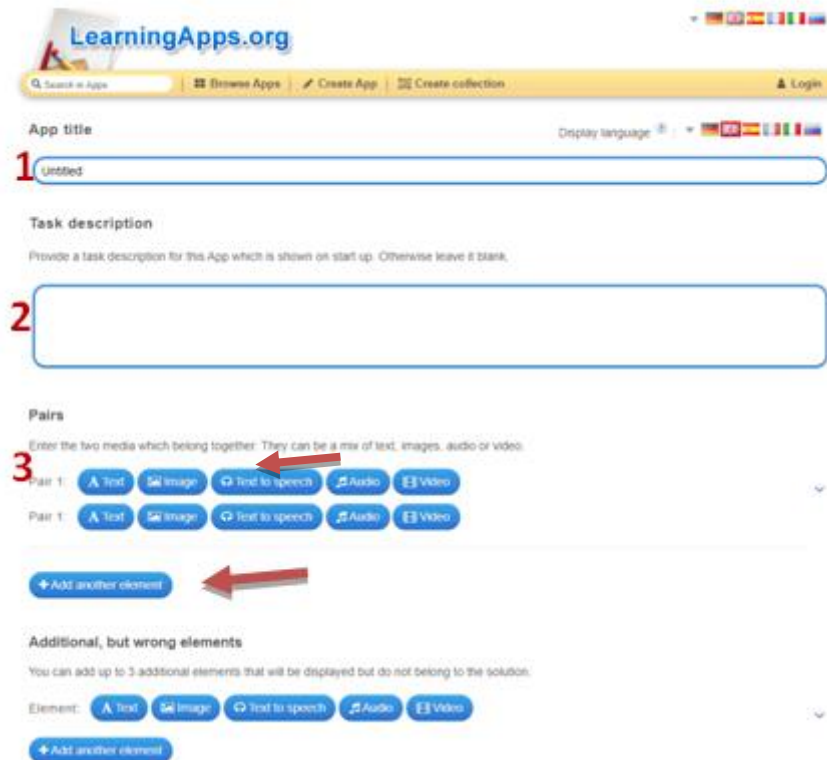 LearningApps.org
Search in Apps Browse Apps Create App Create collection Login
App title Display language ? :
1 Untitled
Task description
Provide a task description for this App which is shown on start up. Otherwise leave it blank.
2
Pairs
Enter the two media which belong together. They can be a mix of text, images, audio or video.
3
Pair 1: A Text Image Text to speech Audio Video
Pair 1: A Text Image Text to speech Audio Video
+ Add another element
Additional, but wrong elements
You can add up to 3 additional elements that will be displayed but do not belong to the solution.
Element: A Text Image Text to speech Audio Video
+ Add another element